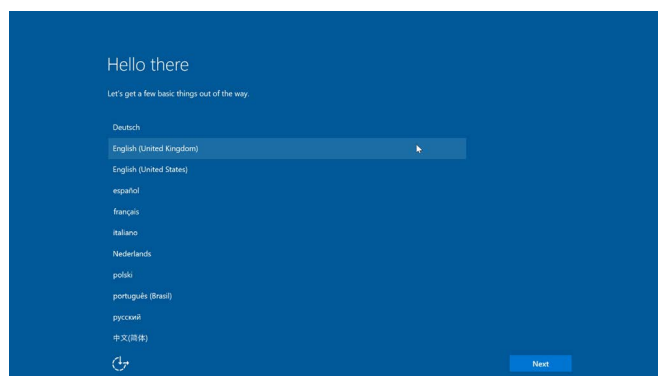 Hello there
Let's get a few basic things out of the way.
Deutsch
English (United Kingdom)
English (United States)
español
français
italiano
Nederlands
polski
português (Brasil)
русский
中文(简体)
Next